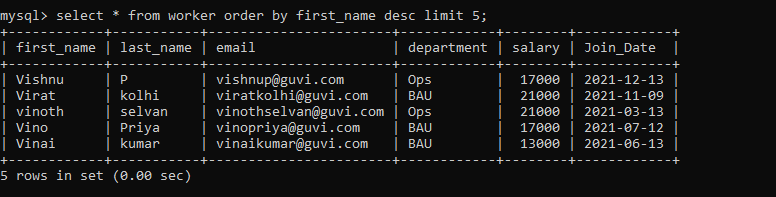 mysql> select * from worker order by first_name desc limit 5;
+------------+-----------+-----------------------+------------+--------+------------+
| first_name | last_name | email                 | department | salary | Join_Date  |
+------------+-----------+-----------------------+------------+--------+------------+
| Vishnu     | P         | vishnup@guvi.com      | Ops        |  17000 | 2021-12-13 |
| Virat      | kolhi     | viratkolhi@guvi.com   | BAU        |  21000 | 2021-11-09 |
| vinoth     | selvan    | vinothselvan@guvi.com | Ops        |  21000 | 2021-03-13 |
| Vino       | Priya     | vinopriya@guvi.com    | BAU        |  17000 | 2021-07-12 |
| Vinai      | kumar     | vinaikumar@guvi.com   | BAU        |  13000 | 2021-06-13 |
+------------+-----------+-----------------------+------------+--------+------------+
5 rows in set (0.00 sec)